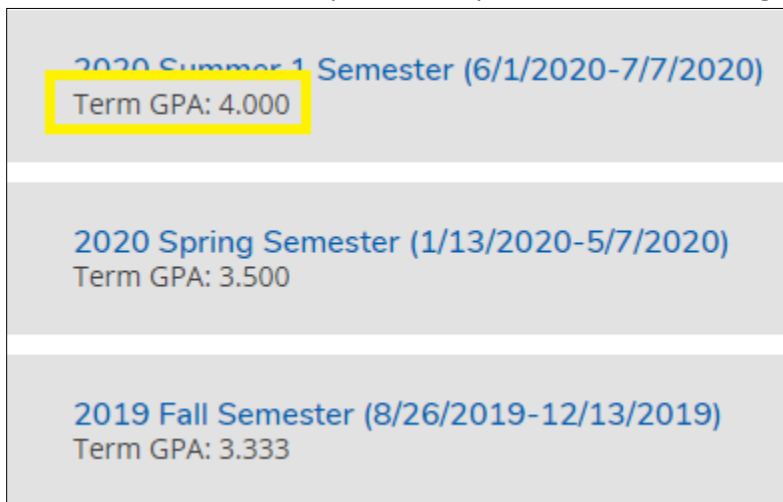 2020 Summer 1 Semester (6/1/2020-7/7/2020)
Term GPA: 4.000
2020 Spring Semester (1/13/2020-5/7/2020)
Term GPA: 3.500
2019 Fall Semester (8/26/2019-12/13/2019)
Term GPA: 3.333